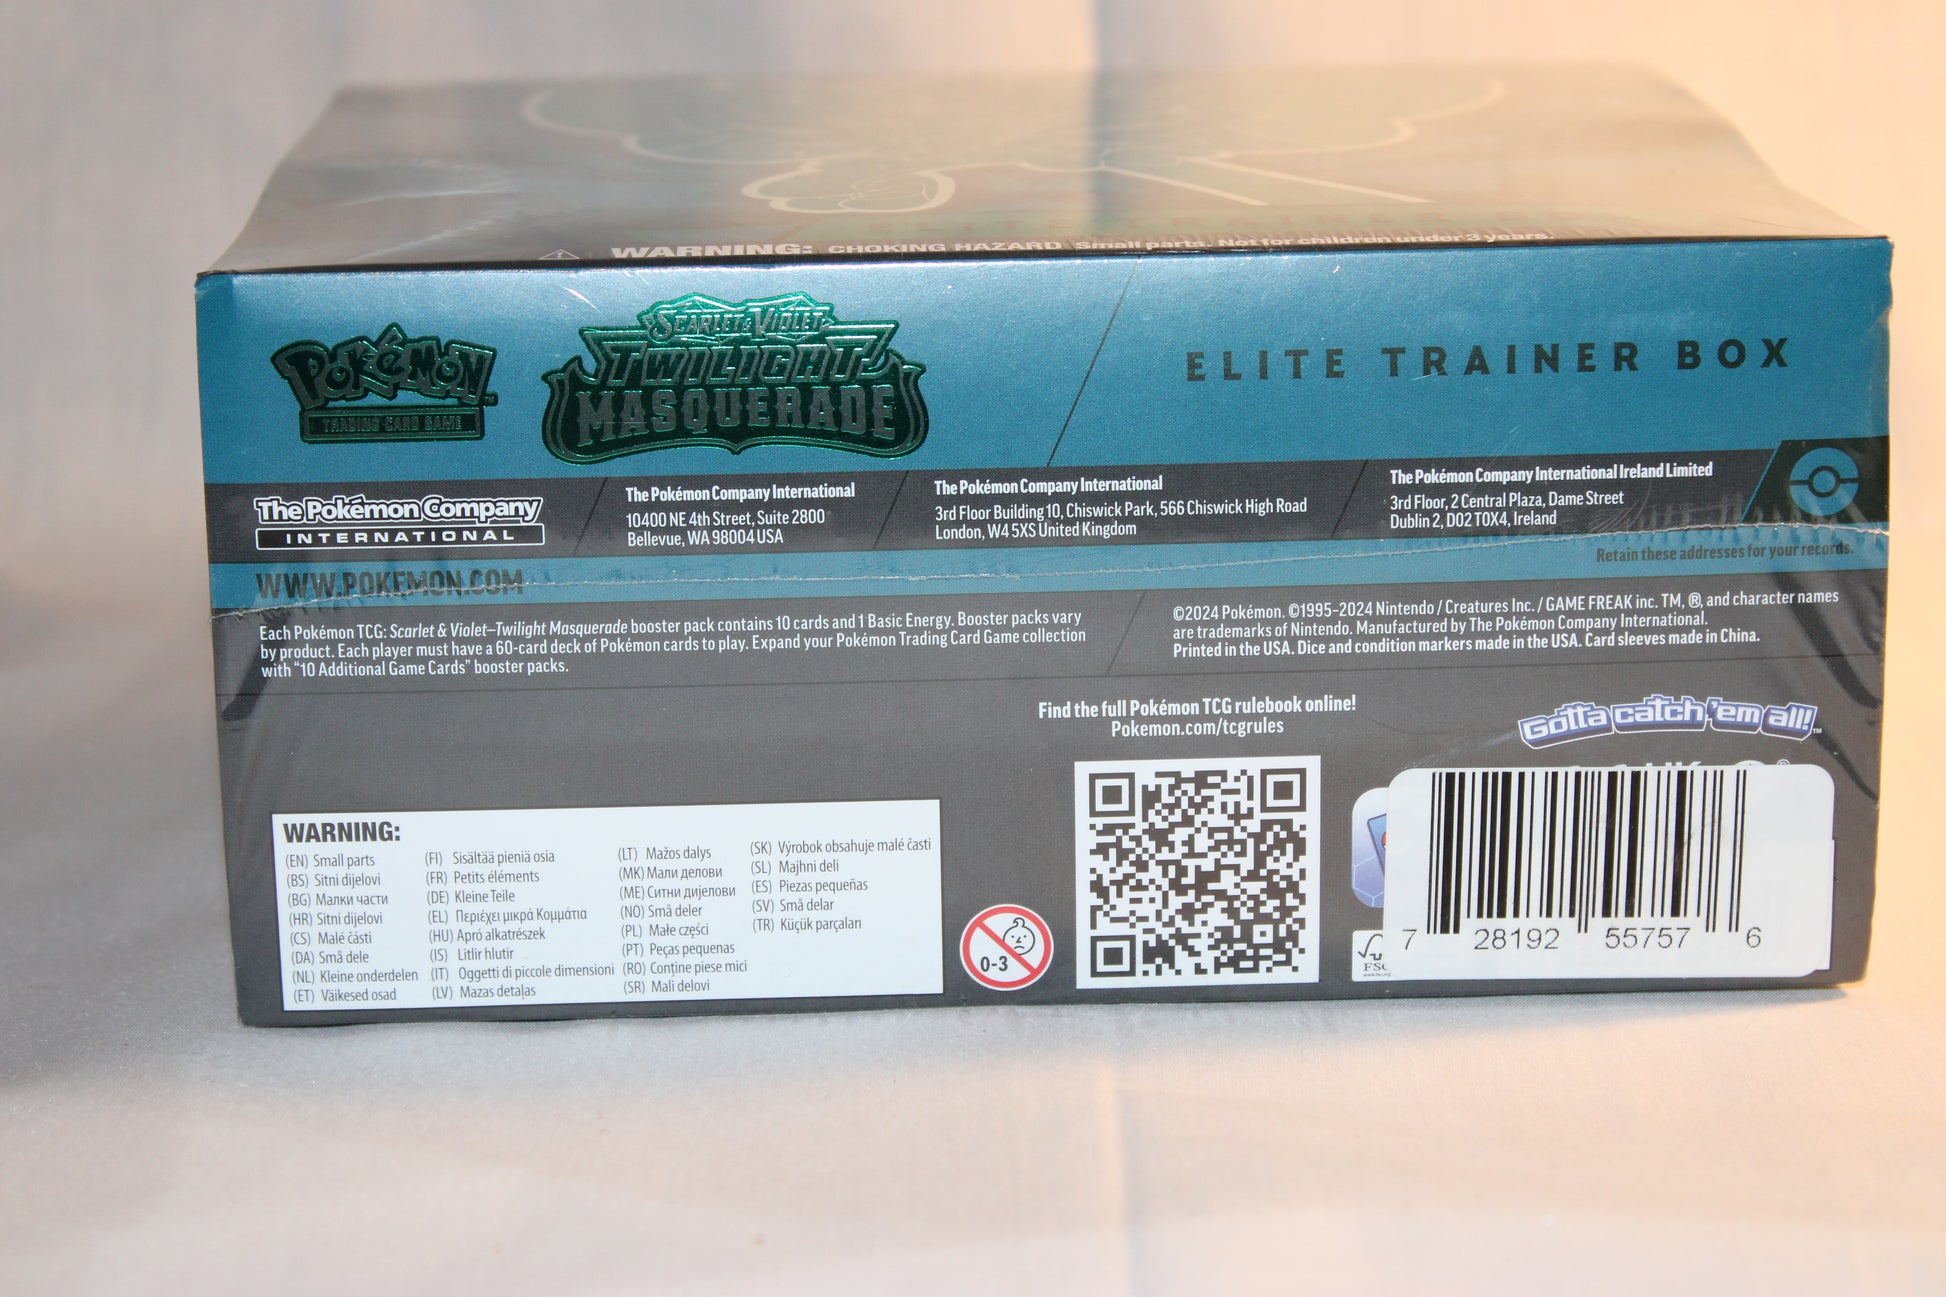 WARNING: CHOKING HAZARD Small parts. Not for children under 3 years.
POKéMON
TRADING CARD GAME
SCARLET & VIOLET
TWILIGHT
MASQUERADE
ELITE TRAINER BOX
The Pokémon Company
INTERNATIONAL
The Pokémon Company International
10400 NE 4th Street, Suite 2800
Bellevue, WA 98004 USA
The Pokémon Company International
3rd Floor Building 10, Chiswick Park, 566 Chiswick High Road
London, W4 5XS United Kingdom
The Pokémon Company International Ireland Limited
3rd Floor, 2 Central Plaza, Dame Street
Dublin 2, D02 T0X4, Ireland
Retain these addresses for your records.
WWW.POKEMON.COM
Each Pokémon TCG: Scarlet & Violet–Twilight Masquerade booster pack contains 10 cards and 1 Basic Energy. Booster packs vary
by product. Each player must have a 60-card deck of Pokémon cards to play. Expand your Pokémon Trading Card Game collection
with "10 Additional Game Cards" booster packs.
©2024 Pokémon. ©1995–2024 Nintendo / Creatures Inc. / GAME FREAK inc. TM, ®, and character names
are trademarks of Nintendo. Manufactured by The Pokémon Company International.
Printed in the USA. Dice and condition markers made in the USA. Card sleeves made in China.
Find the full Pokémon TCG rulebook online!
Pokemon.com/tcgrules
Gotta catch 'em all!™
WARNING:
(EN) Small parts
(BS) Sitni dijelovi
(BG) Малки части
(HR) Sitni dijelovi
(CS) Malé části
(DA) Små dele
(NL) Kleine onderdelen
(ET) Väikesed osad
(FI) Sisältää pieniä osia
(FR) Petits éléments
(DE) Kleine Teile
(EL) Περιέχει μικρά Κομμάτια
(HU) Apró alkatrészek
(IS) Litlir hlutir
(IT) Oggetti di piccole dimensioni
(LV) Mazas detaļas
(LT) Mažos dalys
(MK) Мали делови
(ME) Ситни дијелови
(NO) Små deler
(PL) Małe części
(PT) Peças pequenas
(RO) Conține piese mici
(SR) Mali delovi
(SK) Výrobok obsahuje malé časti
(SL) Majhni deli
(ES) Piezas pequeñas
(SV) Små delar
(TR) Küçük parçaları
0-3
FSC
7 28192 55757 6